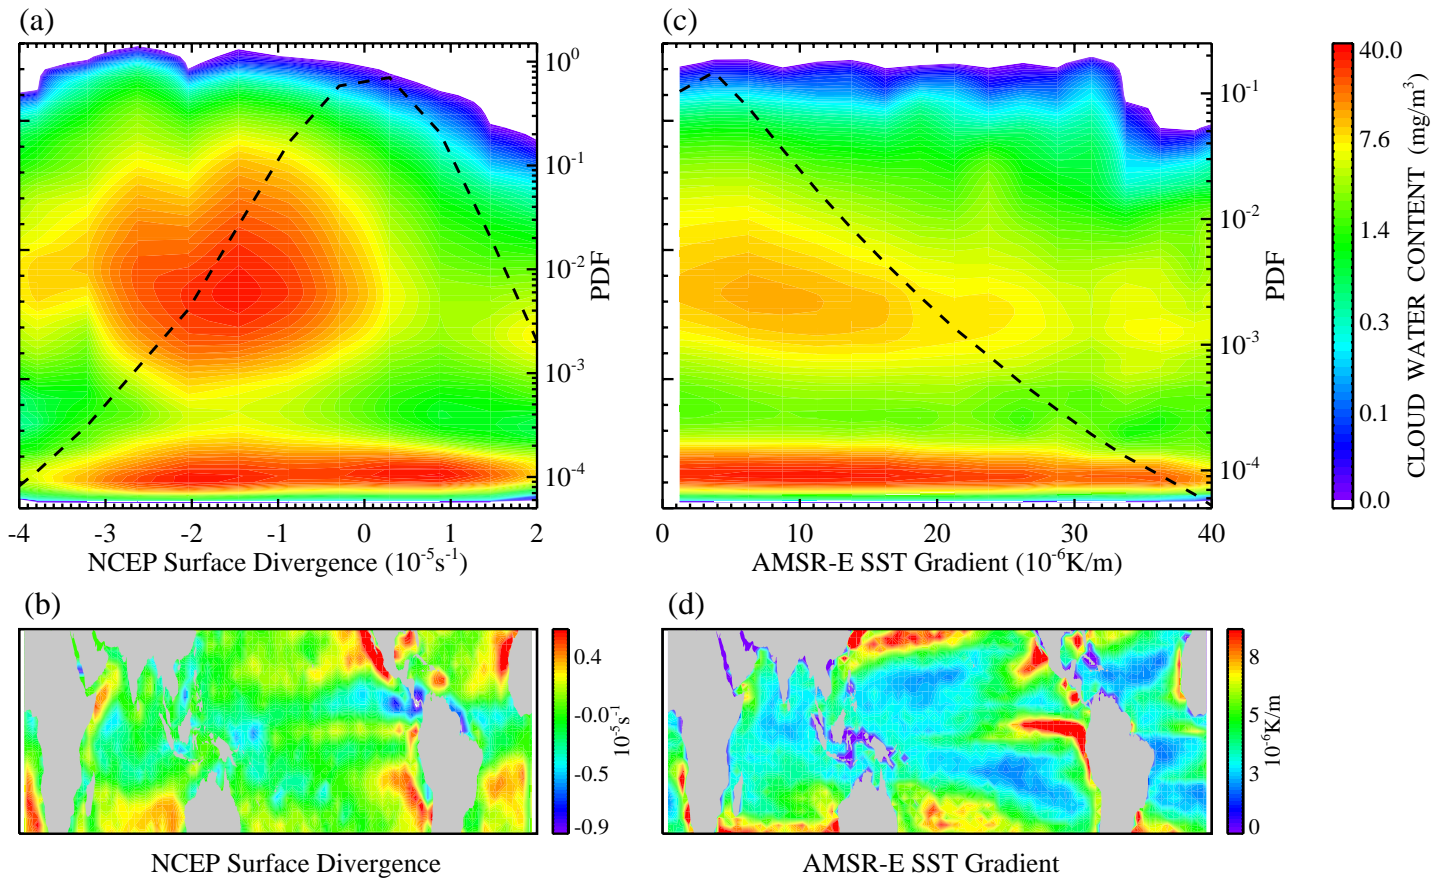 (a)
(c)
10^0
10^-1
10^-2
10^-3
10^-4
PDF
-4 -3 -2 -1 0 1 2
NCEP Surface Divergence (10^-5s^-1)
10^-1
10^-2
10^-3
10^-4
PDF
10 20 30 40
AMSR-E SST Gradient (10^-6K/m)
40.0
7.6
1.4
0.3
0.1
0.0
CLOUD WATER CONTENT (mg/m^3)
(b)
0.4
-0.0
-0.5
-0.9
10^-5s^-1
NCEP Surface Divergence
(d)
8
5
3
0
10^-6K/m
AMSR-E SST Gradient